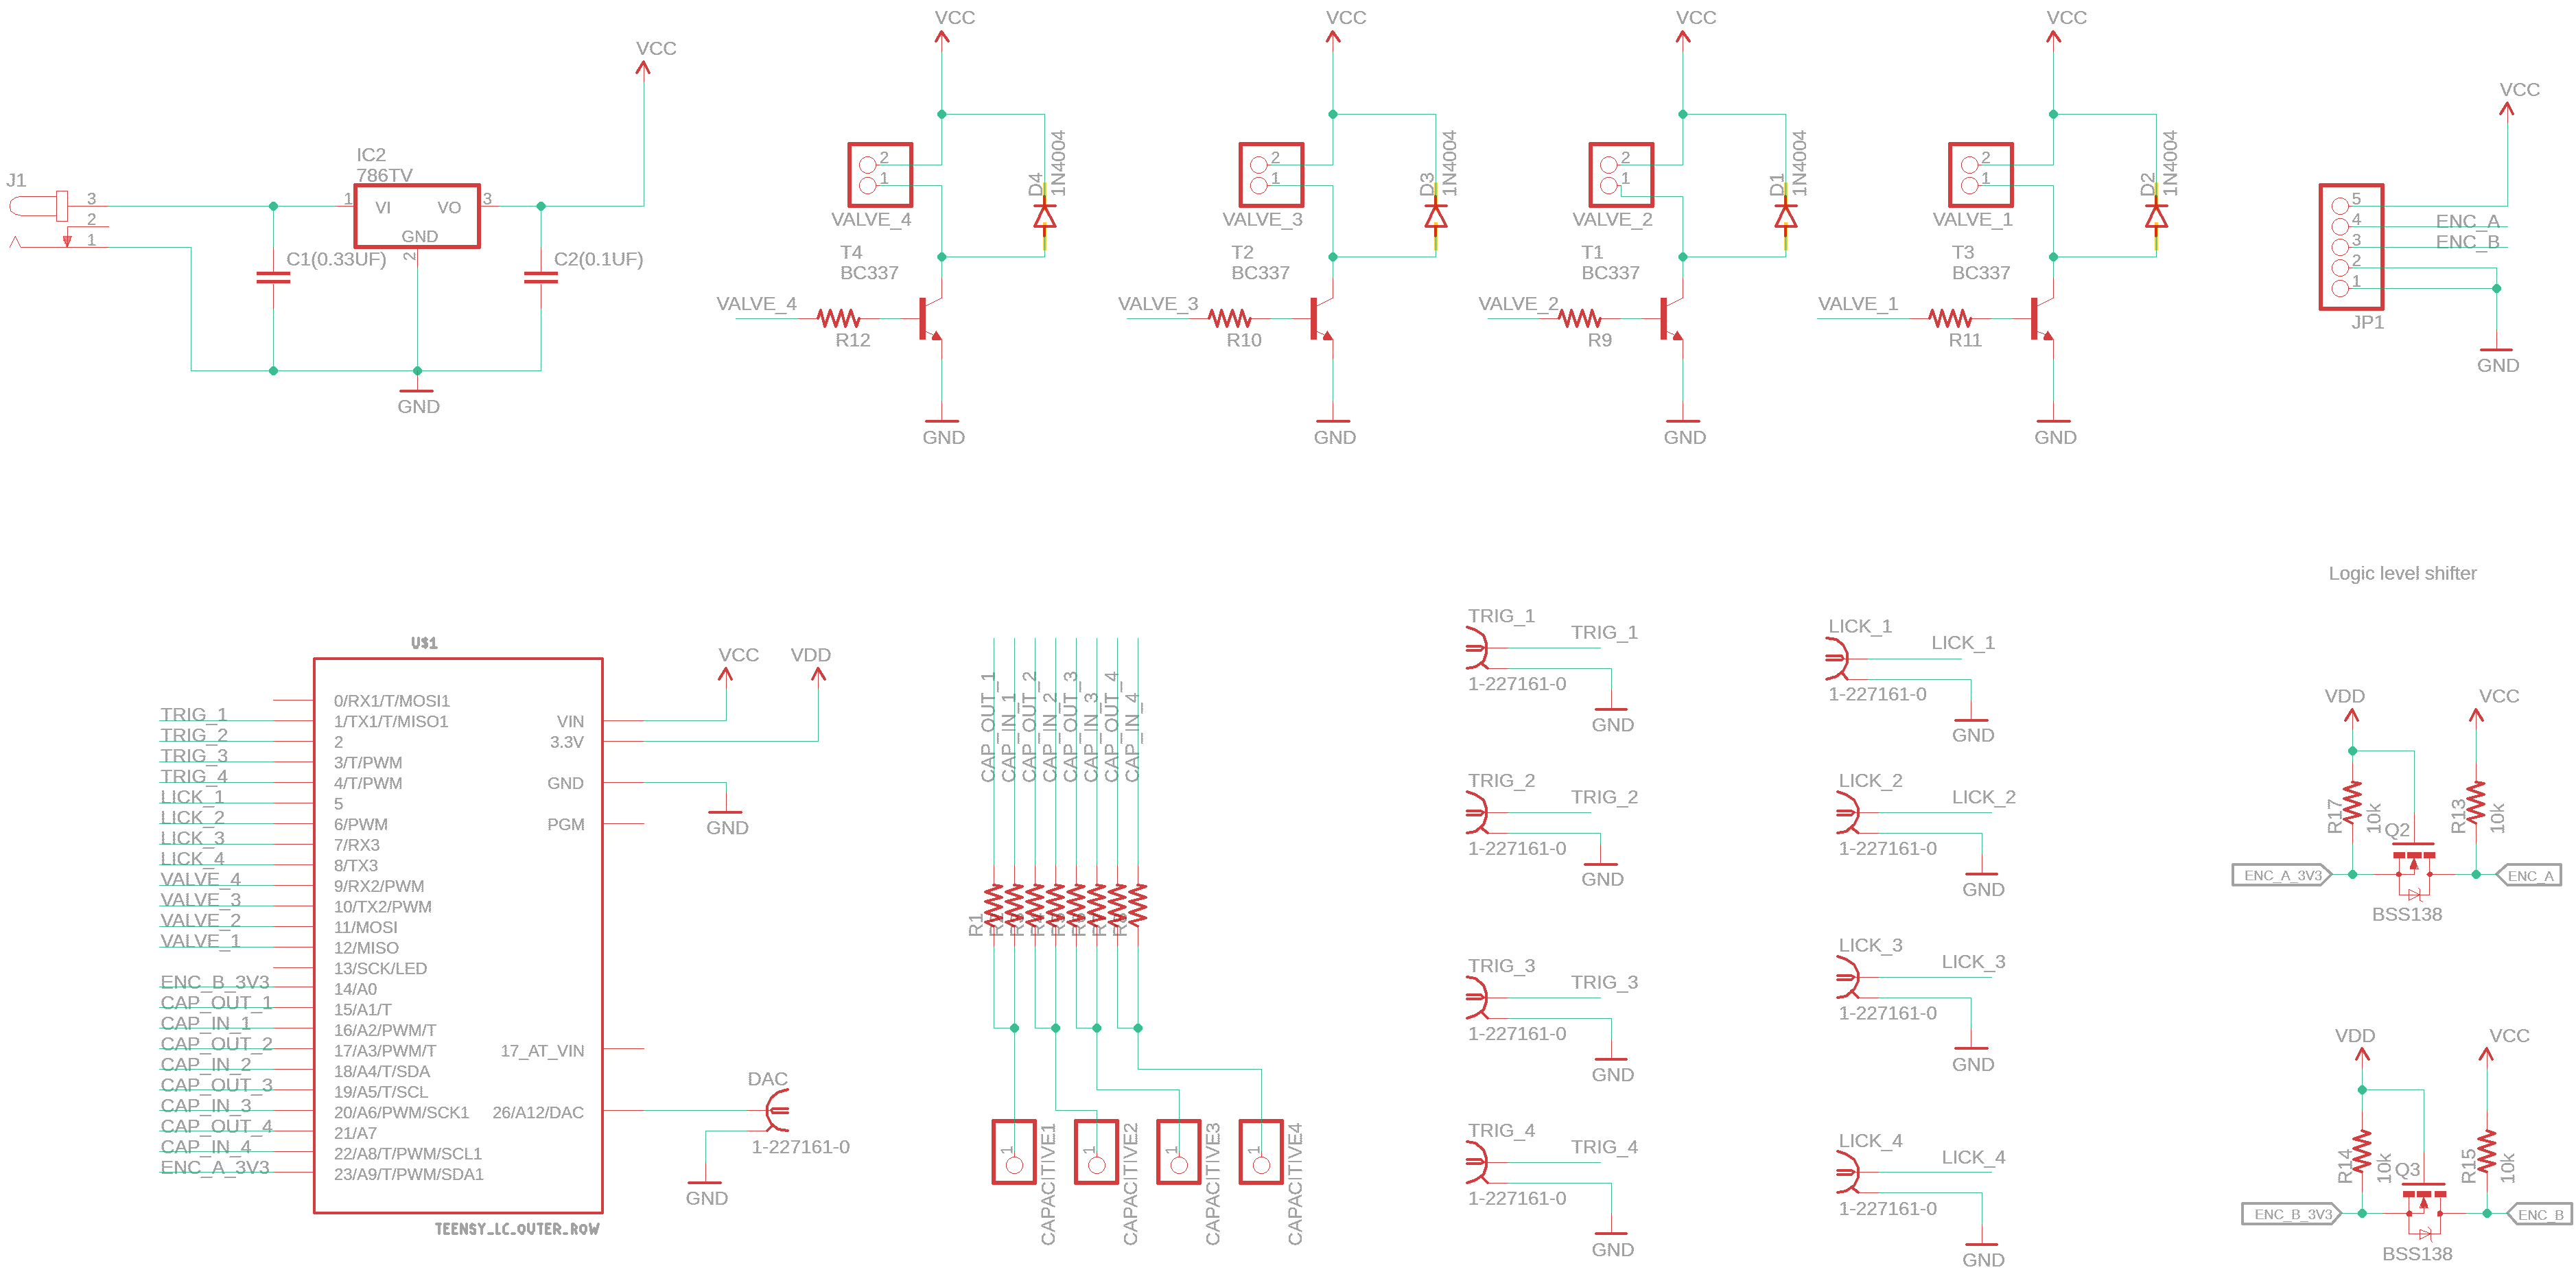 VCC
VCC
VCC
VCC
VCC
VCC
J1
3
2
1
IC2
786TV
1
VI
VO
3
GND
2
C1(0.33UF)
C2(0.1UF)
GND
2
1
VALVE_4
D4
1N4004
T4
BC337
VALVE_4
R12
GND
2
1
VALVE_3
D3
1N4004
T2
BC337
VALVE_3
R10
GND
2
1
VALVE_2
D1
1N4004
T1
BC337
VALVE_2
R9
GND
2
1
VALVE_1
D2
1N4004
T3
BC337
VALVE_1
R11
GND
5
4
3
2
1
ENC_A
ENC_B
JP1
GND
U$1
TRIG_1
TRIG_2
TRIG_3
TRIG_4
LICK_1
LICK_2
LICK_3
LICK_4
VALVE_4
VALVE_3
VALVE_2
VALVE_1
ENC_B_3V3
CAP_OUT_1
CAP_IN_1
CAP_OUT_2
CAP_IN_2
CAP_OUT_3
CAP_IN_3
CAP_OUT_4
CAP_IN_4
ENC_A_3V3
0/RX1/T/MOSI1
1/TX1/T/MISO1
2
3/T/PWM
4/T/PWM
5
6/PWM
7/RX3
8/TX3
9/RX2/PWM
10/TX2/PWM
11/MOSI
12/MISO
13/SCK/LED
14/A0
15/A1/T
16/A2/PWM/T
17/A3/PWM/T
18/A4/T/SDA
19/A5/T/SCL
20/A6/PWM/SCK1
21/A7
22/A8/T/PWM/SCL1
23/A9/T/PWM/SDA1
VIN
3.3V
GND
PGM
17_AT_VIN
26/A12/DAC
TEENSY_LC_OUTER_ROW
VCC
VDD
GND
DAC
1-227161-0
GND
CAP_OUT_1
CAP_IN_1
CAP_OUT_2
CAP_IN_2
CAP_OUT_3
CAP_IN_3
CAP_OUT_4
CAP_IN_4
R1
1
CAPACITIVE1
1
CAPACITIVE2
1
CAPACITIVE3
1
CAPACITIVE4
TRIG_1
TRIG_1
1-227161-0
GND
TRIG_2
TRIG_2
1-227161-0
GND
TRIG_3
TRIG_3
1-227161-0
GND
TRIG_4
TRIG_4
1-227161-0
GND
LICK_1
LICK_1
1-227161-0
GND
LICK_2
LICK_2
1-227161-0
GND
LICK_3
LICK_3
1-227161-0
GND
LICK_4
LICK_4
1-227161-0
GND
Logic level shifter
VDD
VCC
R17
10k
Q2
R13
10k
ENC_A_3V3
ENC_A
BSS138
VDD
VCC
R14
10k
Q3
R15
10k
ENC_B_3V3
ENC_B
BSS138